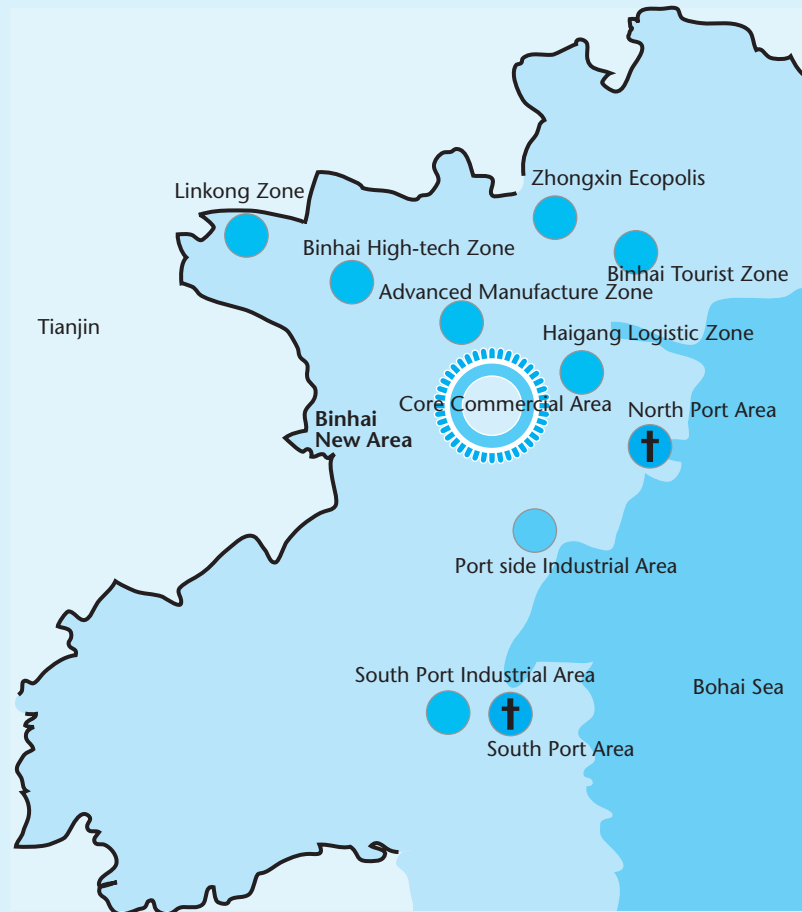 Zhongxin Ecopolis
Linkong Zone
Binhai High-tech Zone
Binhai Tourist Zone
Advanced Manufacture Zone
Tianjin
Haigang Logistic Zone
Core Commercial Area
North Port Area
Binhai
New Area
Port side Industrial Area
South Port Industrial Area
Bohai Sea
South Port Area